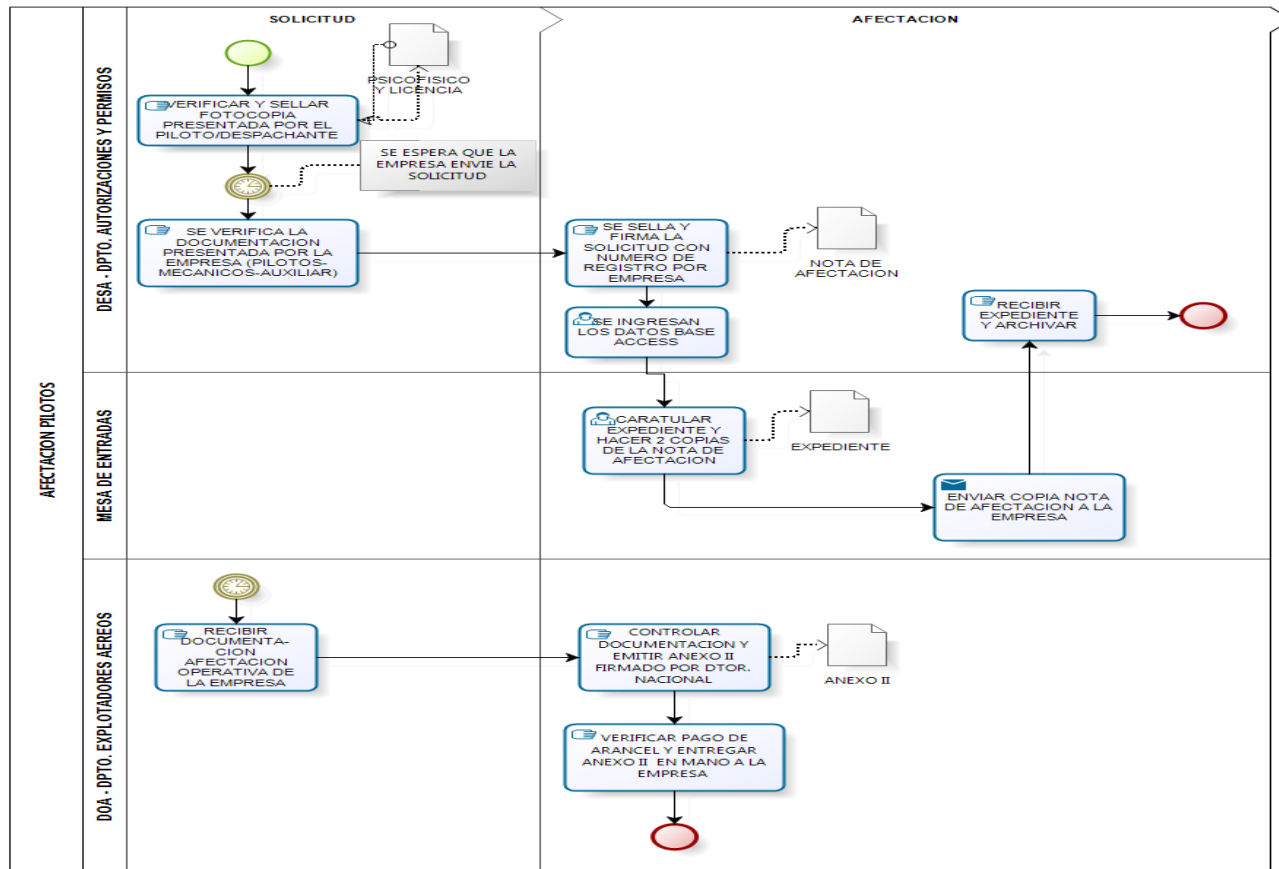 SOLICITUD
AFECTACION
AFECTACION PILOTOS
DESA - DPTO. AUTORIZACIONES Y PERMISOS
PSICOFISICO
Y LICENCIA
VERIFICAR Y SELLAR
FOTOCOPIA
PRESENTADA POR EL
PILOTO/DESPACHANTE
SE ESPERA QUE LA
EMPRESA ENVIE LA
SOLICITUD
SE VERIFICA LA
DOCUMENTACION
PRESENTADA POR LA
EMPRESA (PILOTOS-
MECANICOS-AUXILIAR)
SE SELLA Y
FIRMA LA
SOLICITUD CON
NUMERO DE
REGISTRO POR
EMPRESA
NOTA DE
AFECTACION
SE INGRESAN
LOS DATOS BASE
ACCESS
RECIBIR
EXPEDIENTE
Y ARCHIVAR
MESA DE ENTRADAS
CARATULAR
EXPEDIENTE Y
HACER 2 COPIAS
DE LA NOTA DE
AFECTACION
EXPEDIENTE
ENVIAR COPIA NOTA
DE AFECTACION A LA
EMPRESA
DOA - DPTO. EXPLOTADORES AEREOS
RECIBIR
DOCUMENTA-
CION
AFECTACION
OPERATIVA DE
LA EMPRESA
CONTROLAR
DOCUMENTACION Y
EMITIR ANEXO II
FIRMADO POR DTOR.
NACIONAL
ANEXO II
VERIFICAR PAGO DE
ARANCEL Y ENTREGAR
ANEXO II EN MANO A LA
EMPRESA